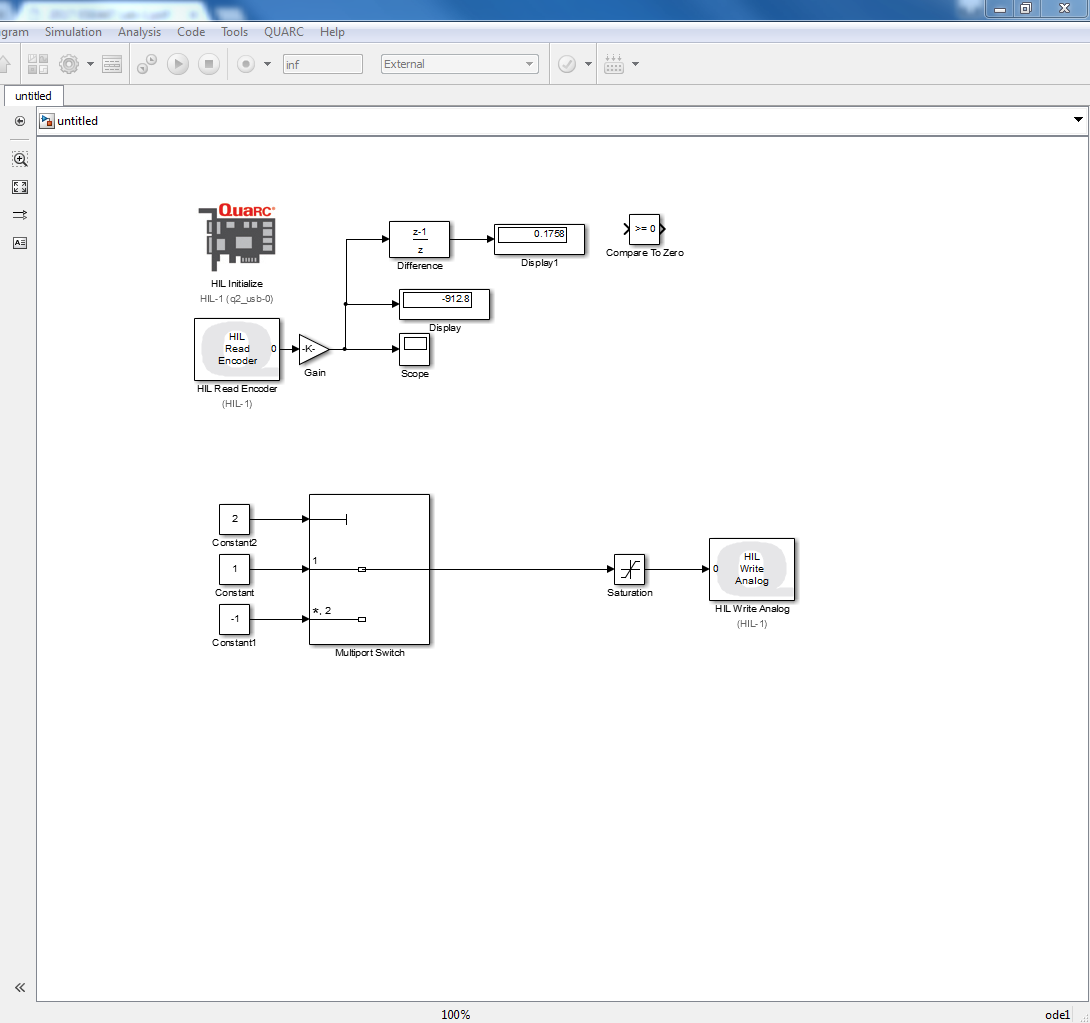 gram Simulation Analysis Code Tools QUARC Help
inf External
untitled
untitled
QUARC
HIL Initialize
HIL-1 (q2_usb-0)
z-1
z
Difference
0.1758
Display1
>= 0
Compare To Zero
-912.8
Display
HIL
Read
Encoder
0
HIL Read Encoder
(HIL-1)
-K-
Gain
Scope
2
Constant2
1
Constant
-1
Constant1
1
*, 2
Multiport Switch
Saturation
0
HIL
Write
Analog
HIL Write Analog
(HIL-1)
100% ode1